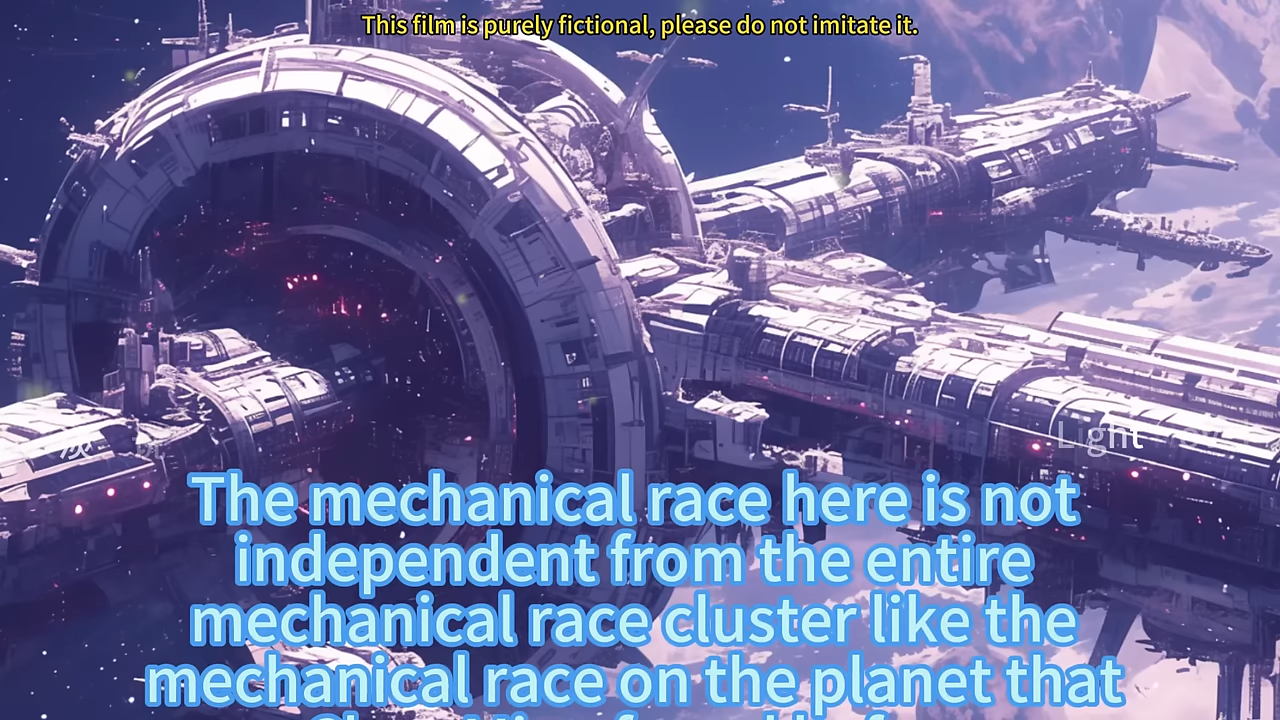 This film is purely fictional, please do not imitate it.
Light
The mechanical race here is not
independent from the entire
mechanical race cluster like the
mechanical race on the planet that